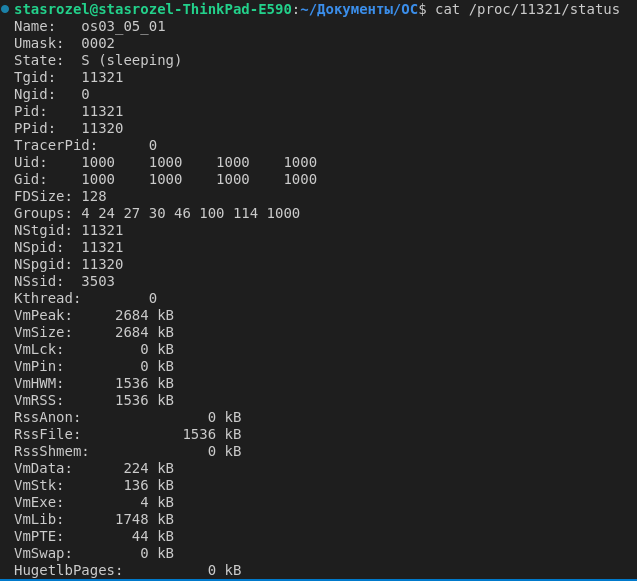 stasrozel@stasrozel-ThinkPad-E590:~/Документы/ОС$ cat /proc/11321/status
Name:   os03_05_01
Umask:  0002
State:  S (sleeping)
Tgid:   11321
Ngid:   0
Pid:    11321
PPid:   11320
TracerPid:      0
Uid:    1000    1000    1000    1000
Gid:    1000    1000    1000    1000
FDSize: 128
Groups: 4 24 27 30 46 100 114 1000
NStgid: 11321
NSpid:  11321
NSpgid: 11320
NSsid:  3503
Kthread:        0
VmPeak:     2684 kB
VmSize:     2684 kB
VmLck:         0 kB
VmPin:         0 kB
VmHWM:      1536 kB
VmRSS:      1536 kB
RssAnon:               0 kB
RssFile:            1536 kB
RssShmem:              0 kB
VmData:      224 kB
VmStk:       136 kB
VmExe:         4 kB
VmLib:      1748 kB
VmPTE:        44 kB
VmSwap:        0 kB
HugetlbPages:          0 kB